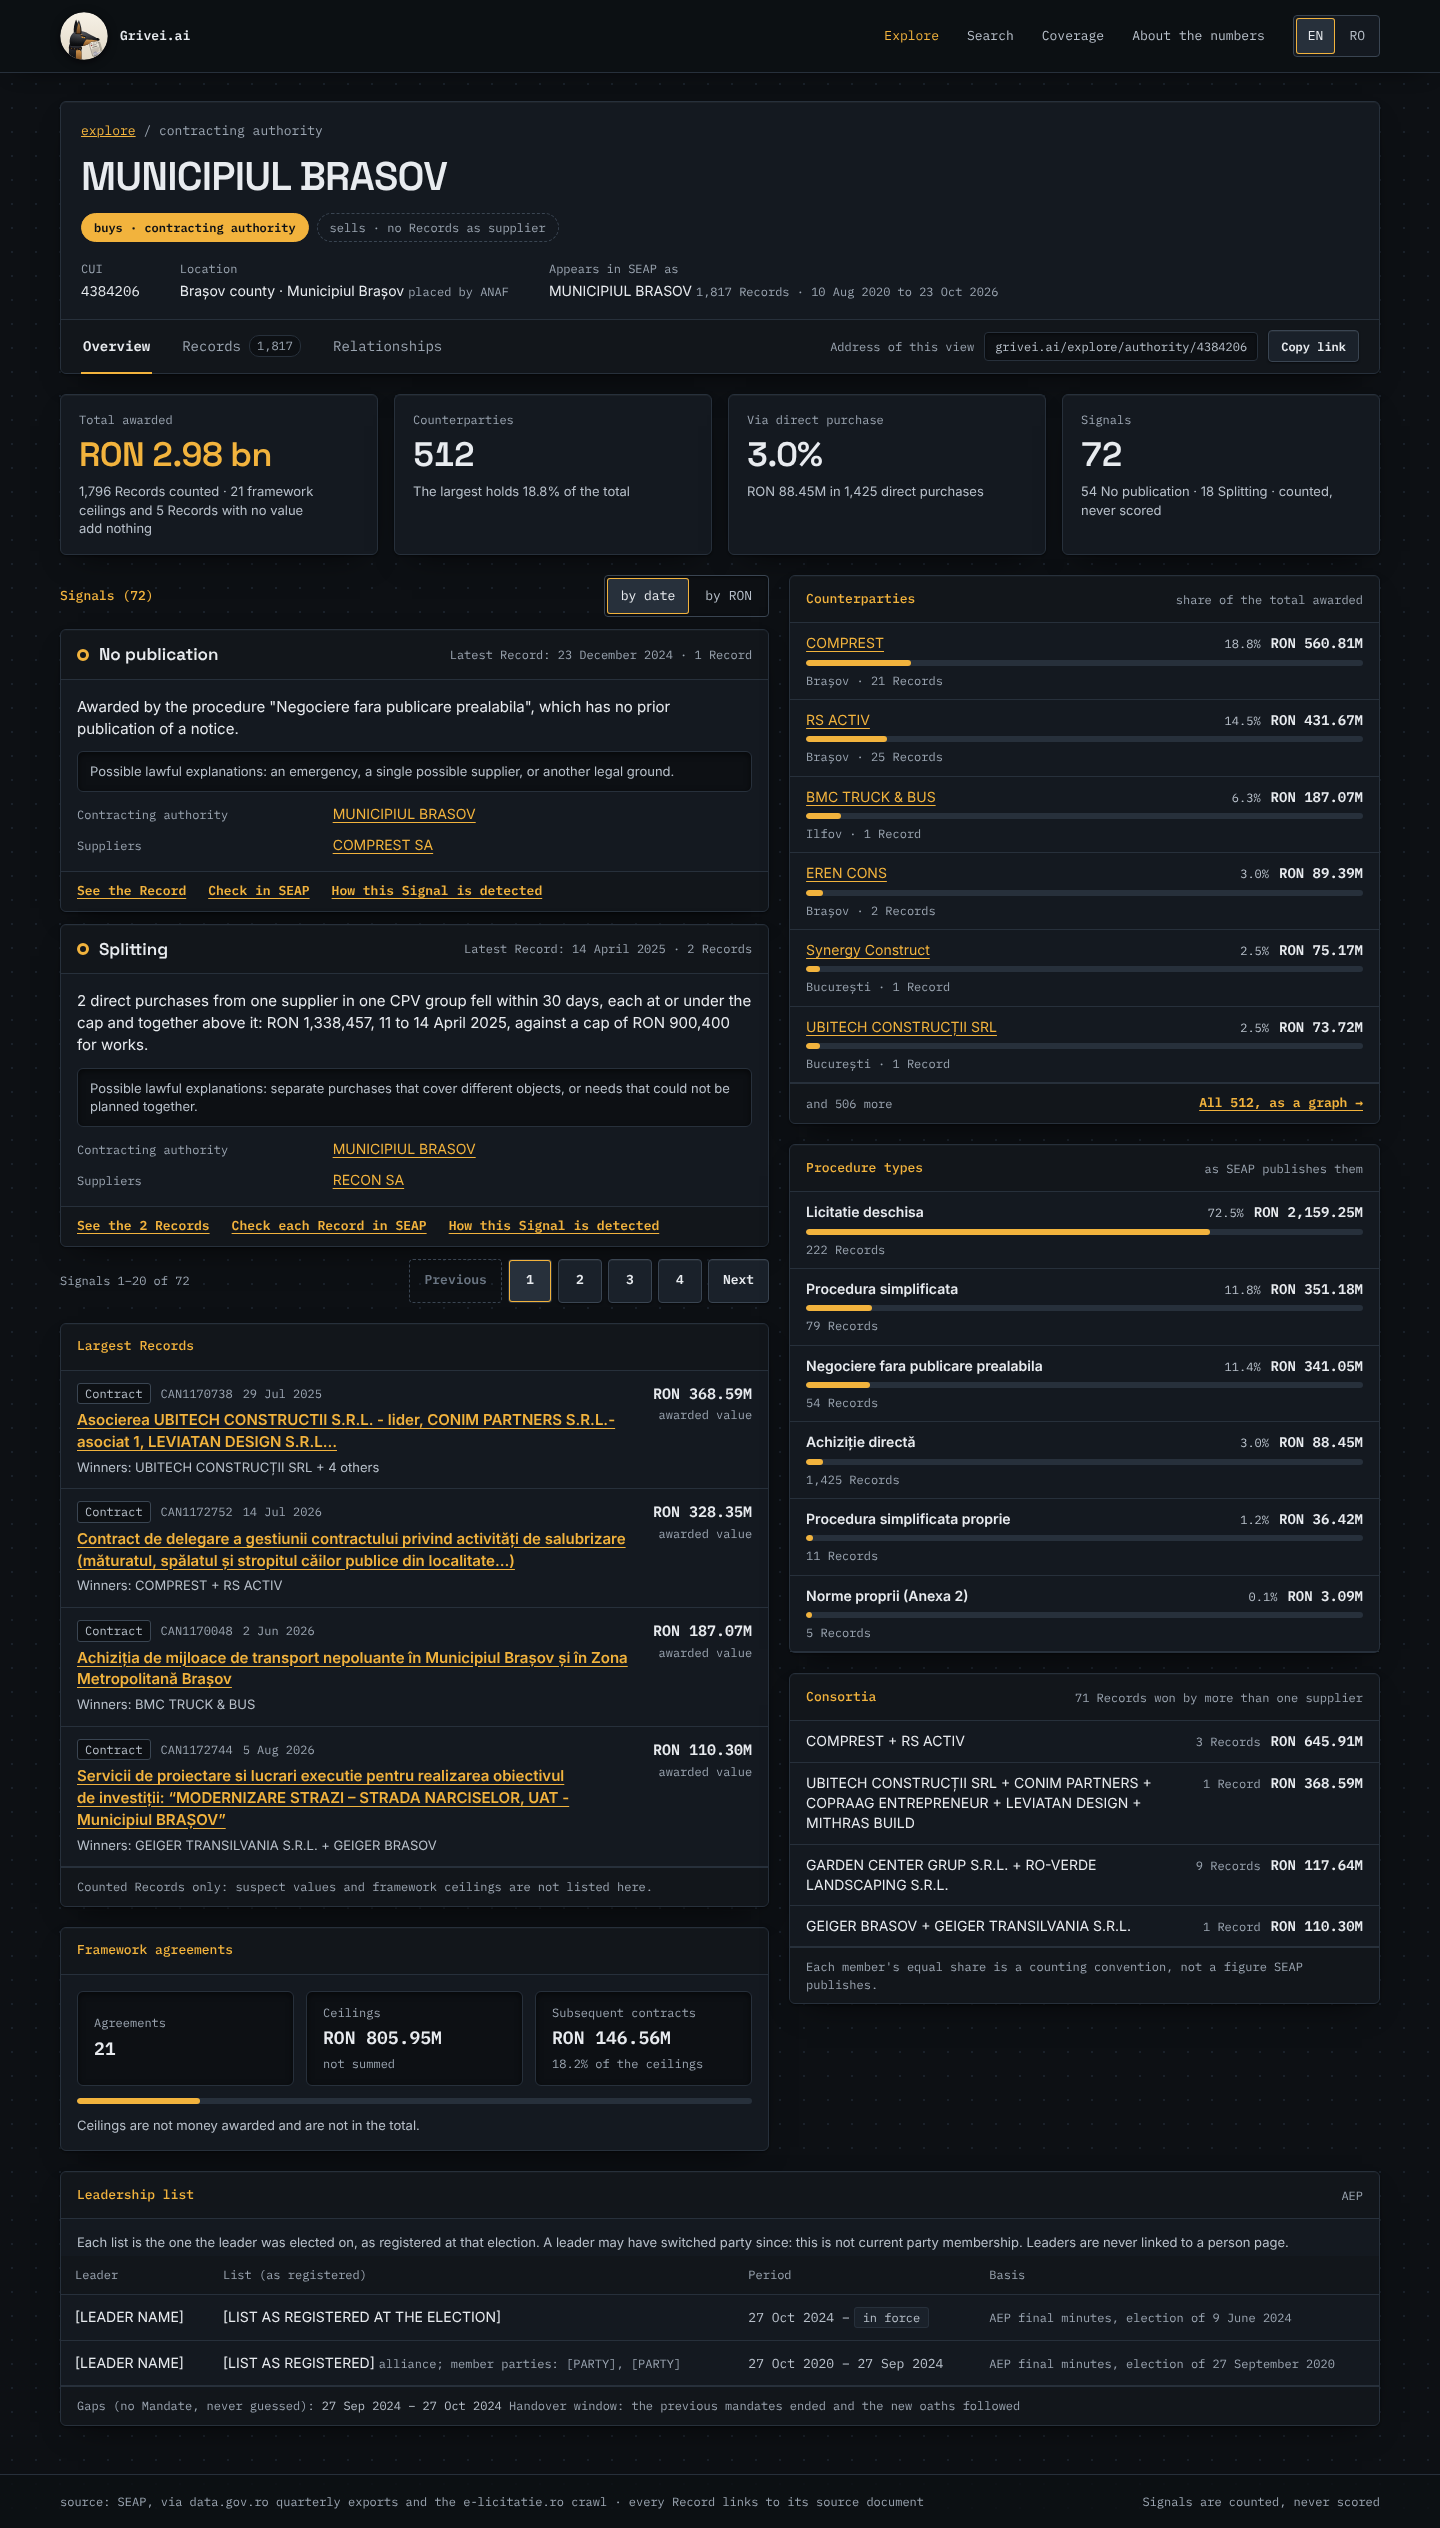 Grivei.ai
Explore Search Coverage About the numbers EN RO
explore / contracting authority
MUNICIPIUL BRASOV
buys · contracting authority sells · no Records as supplier
CUI Location Appears in SEAP as
4384206 Brașov county · Municipiul Brașov placed by ANAF MUNICIPIUL BRASOV 1,817 Records · 10 Aug 2020 to 23 Oct 2026
Overview Records 1,817 Relationships Address of this view grivei.ai/explore/authority/4384206 Copy link
Total awarded
RON 2.98 bn
1,796 Records counted · 21 framework
ceilings and 5 Records with no value
add nothing
Counterparties
512
The largest holds 18.8% of the total
Via direct purchase
3.0%
RON 88.45M in 1,425 direct purchases
Signals
72
54 No publication · 18 Splitting · counted,
never scored
Signals (72) by date by RON
No publication Latest Record: 23 December 2024 · 1 Record
Awarded by the procedure "Negociere fara publicare prealabila", which has no prior
publication of a notice.
Possible lawful explanations: an emergency, a single possible supplier, or another legal ground.
Contracting authority MUNICIPIUL BRASOV
Suppliers COMPREST SA
See the Record Check in SEAP How this Signal is detected
Splitting Latest Record: 14 April 2025 · 2 Records
2 direct purchases from one supplier in one CPV group fell within 30 days, each at or under the
cap and together above it: RON 1,338,457, 11 to 14 April 2025, against a cap of RON 900,400
for works.
Possible lawful explanations: separate purchases that cover different objects, or needs that could not be
planned together.
Contracting authority MUNICIPIUL BRASOV
Suppliers RECON SA
See the 2 Records Check each Record in SEAP How this Signal is detected
Signals 1–20 of 72 Previous 1 2 3 4 Next
Largest Records
Contract CAN1170738 29 Jul 2025 RON 368.59M
awarded value
Asocierea UBITECH CONSTRUCTII S.R.L. - lider, CONIM PARTNERS S.R.L.-
asociat 1, LEVIATAN DESIGN S.R.L…
Winners: UBITECH CONSTRUCȚII SRL + 4 others
Contract CAN1172752 14 Jul 2026 RON 328.35M
awarded value
Contract de delegare a gestiunii contractului privind activități de salubrizare
(măturatul, spălatul și stropitul căilor publice din localitate…)
Winners: COMPREST + RS ACTIV
Contract CAN1170048 2 Jun 2026 RON 187.07M
awarded value
Achiziția de mijloace de transport nepoluante în Municipiul Brașov și în Zona
Metropolitană Brașov
Winners: BMC TRUCK & BUS
Contract CAN1172744 5 Aug 2026 RON 110.30M
awarded value
Servicii de proiectare si lucrari executie pentru realizarea obiectivul
de investiții: “MODERNIZARE STRAZI – STRADA NARCISELOR, UAT -
Municipiul BRAȘOV”
Winners: GEIGER TRANSILVANIA S.R.L. + GEIGER BRASOV
Counted Records only: suspect values and framework ceilings are not listed here.
Framework agreements
Agreements
21
Ceilings
RON 805.95M
not summed
Subsequent contracts
RON 146.56M
18.2% of the ceilings
Ceilings are not money awarded and are not in the total.
Counterparties share of the total awarded
COMPREST 18.8% RON 560.81M
Brașov · 21 Records
RS ACTIV 14.5% RON 431.67M
Brașov · 25 Records
BMC TRUCK & BUS 6.3% RON 187.07M
Ilfov · 1 Record
EREN CONS 3.0% RON 89.39M
Brașov · 2 Records
Synergy Construct 2.5% RON 75.17M
București · 1 Record
UBITECH CONSTRUCȚII SRL 2.5% RON 73.72M
București · 1 Record
and 506 more All 512, as a graph →
Procedure types as SEAP publishes them
Licitatie deschisa 72.5% RON 2,159.25M
222 Records
Procedura simplificata 11.8% RON 351.18M
79 Records
Negociere fara publicare prealabila 11.4% RON 341.05M
54 Records
Achiziție directă 3.0% RON 88.45M
1,425 Records
Procedura simplificata proprie 1.2% RON 36.42M
11 Records
Norme proprii (Anexa 2) 0.1% RON 3.09M
5 Records
Consortia 71 Records won by more than one supplier
COMPREST + RS ACTIV 3 Records RON 645.91M
UBITECH CONSTRUCȚII SRL + CONIM PARTNERS + 1 Record RON 368.59M
COPRAAG ENTREPRENEUR + LEVIATAN DESIGN +
MITHRAS BUILD
GARDEN CENTER GRUP S.R.L. + RO-VERDE 9 Records RON 117.64M
LANDSCAPING S.R.L.
GEIGER BRASOV + GEIGER TRANSILVANIA S.R.L. 1 Record RON 110.30M
Each member's equal share is a counting convention, not a figure SEAP
publishes.
Leadership list AEP
Each list is the one the leader was elected on, as registered at that election. A leader may have switched party since: this is not current party membership. Leaders are never linked to a person page.
Leader List (as registered) Period Basis
[LEADER NAME] [LIST AS REGISTERED AT THE ELECTION] 27 Oct 2024 – in force AEP final minutes, election of 9 June 2024
[LEADER NAME] [LIST AS REGISTERED] alliance; member parties: [PARTY], [PARTY] 27 Oct 2020 – 27 Sep 2024 AEP final minutes, election of 27 September 2020
Gaps (no Mandate, never guessed): 27 Sep 2024 – 27 Oct 2024 Handover window: the previous mandates ended and the new oaths followed
source: SEAP, via data.gov.ro quarterly exports and the e-licitatie.ro crawl · every Record links to its source document Signals are counted, never scored